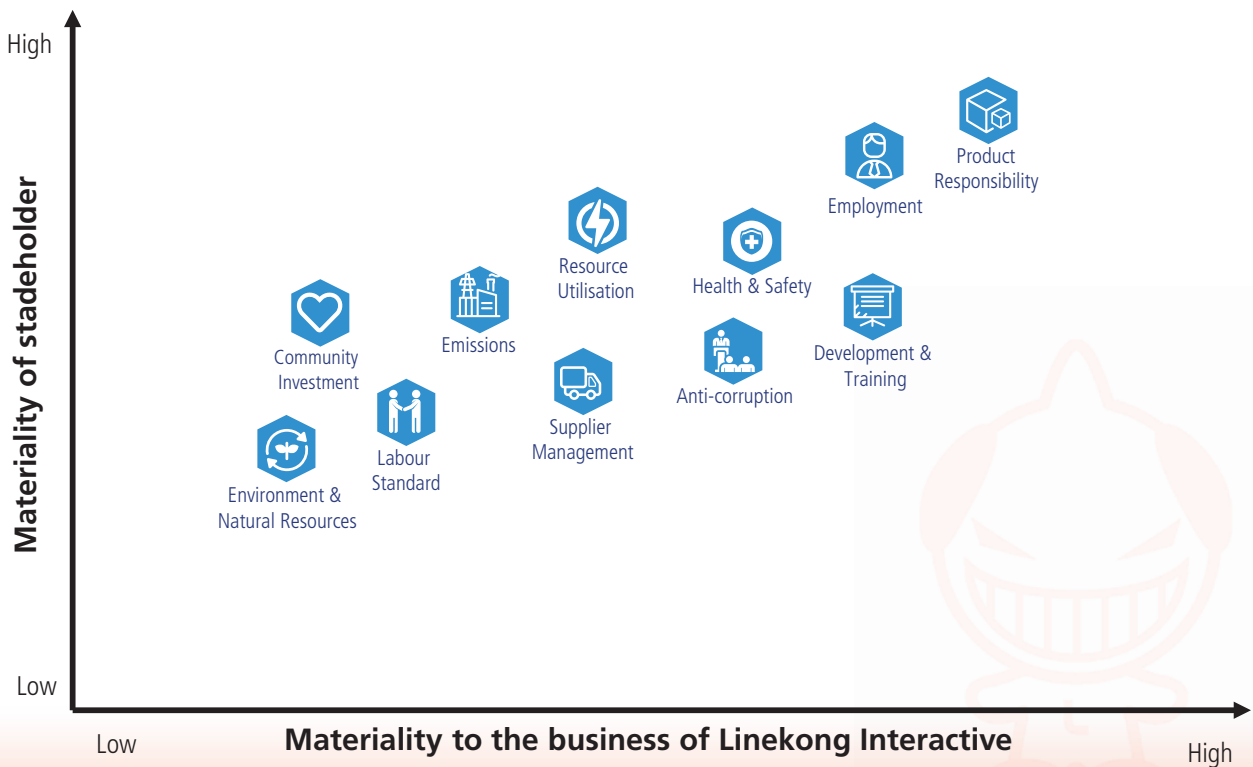 High
Materiality of stadeholder
Low
Product
Responsibility
Employment
Resource
Utilisation
Health & Safety
Community
Investment
Emissions
Development &
Training
Anti-corruption
Supplier
Management
Labour
Standard
Environment &
Natural Resources
Low
Materiality to the business of Linekong Interactive
High